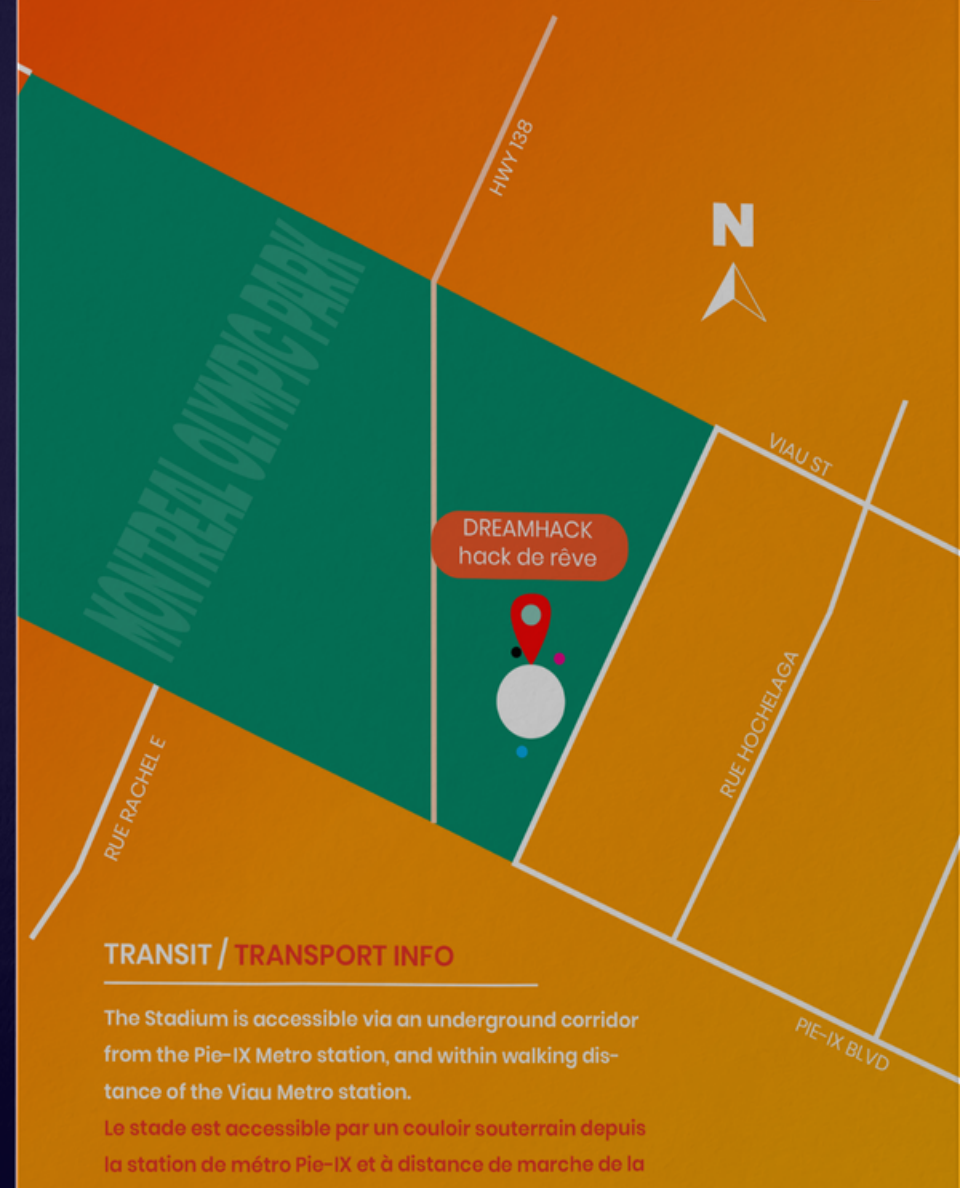 HWY 138
N
MONTREAL OLYMPIC PARK
VIAU ST
DREAMHACK
hack de rêve
RUE HOCHELAGA
RUE RACHEL E
PIE-IX BLVD
TRANSIT / TRANSPORT INFO
The Stadium is accessible via an underground corridor
from the Pie-IX Metro station, and within walking dis-
tance of the Viau Metro station.
Le stade est accessible par un couloir souterrain depuis
la station de métro Pie-IX et à distance de marche de la